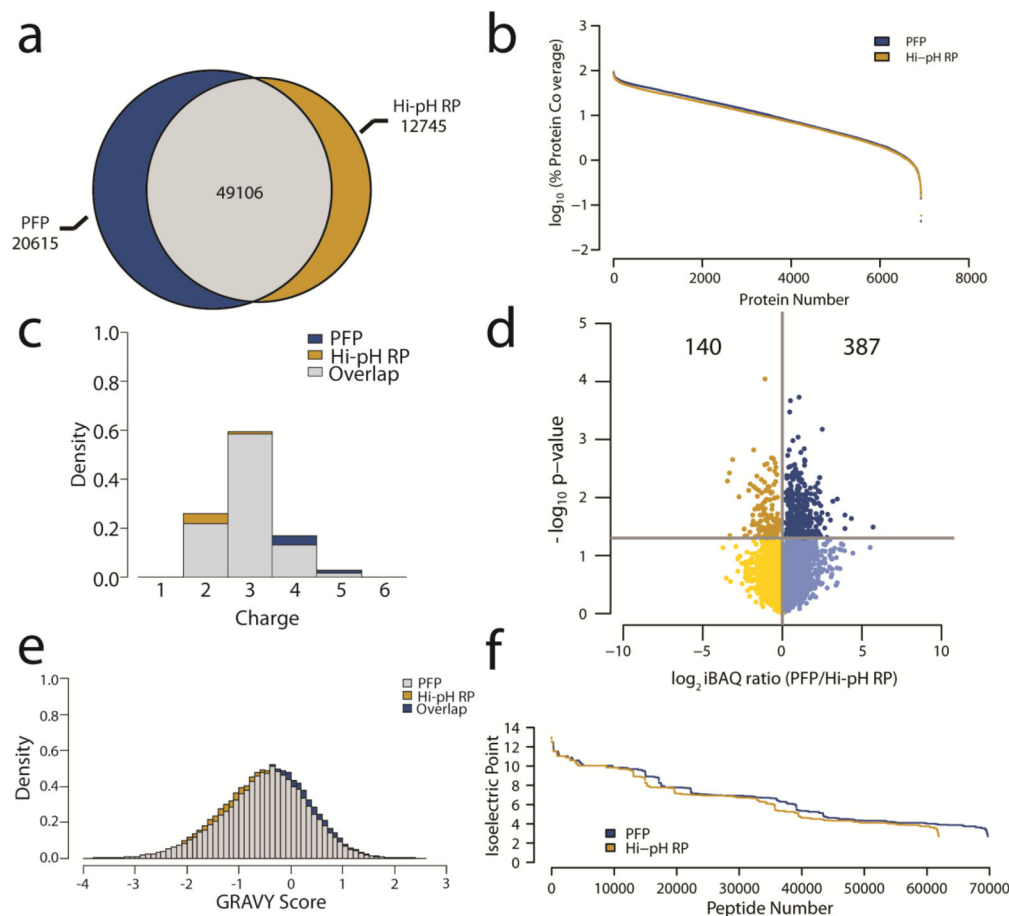 a
Hi-pH RP
12745
49106
PFP
20615
b
PFP
Hi−pH RP
log10 (% Protein Coverage)
3
2
1
0
−1
−2
0 2000 4000 6000 8000
Protein Number
c
PFP
Hi-pH RP
Overlap
Density
1.0
0.8
0.6
0.4
0.2
0.0
1 2 3 4 5 6
Charge
d
140 387
- log10 p−value
5
4
3
2
1
0
−10 −5 0 5 10
log2 iBAQ ratio (PFP/Hi-pH RP)
e
PFP
Hi-pH RP
Overlap
Density
1.0
0.8
0.6
0.4
0.2
0.0
-4 -3 -2 -1 0 1 2 3
GRAVY Score
f
Isoelectric Point
14
12
10
8
6
4
2
0
PFP
Hi−pH RP
0 10000 20000 30000 40000 50000 60000 70000
Peptide Number